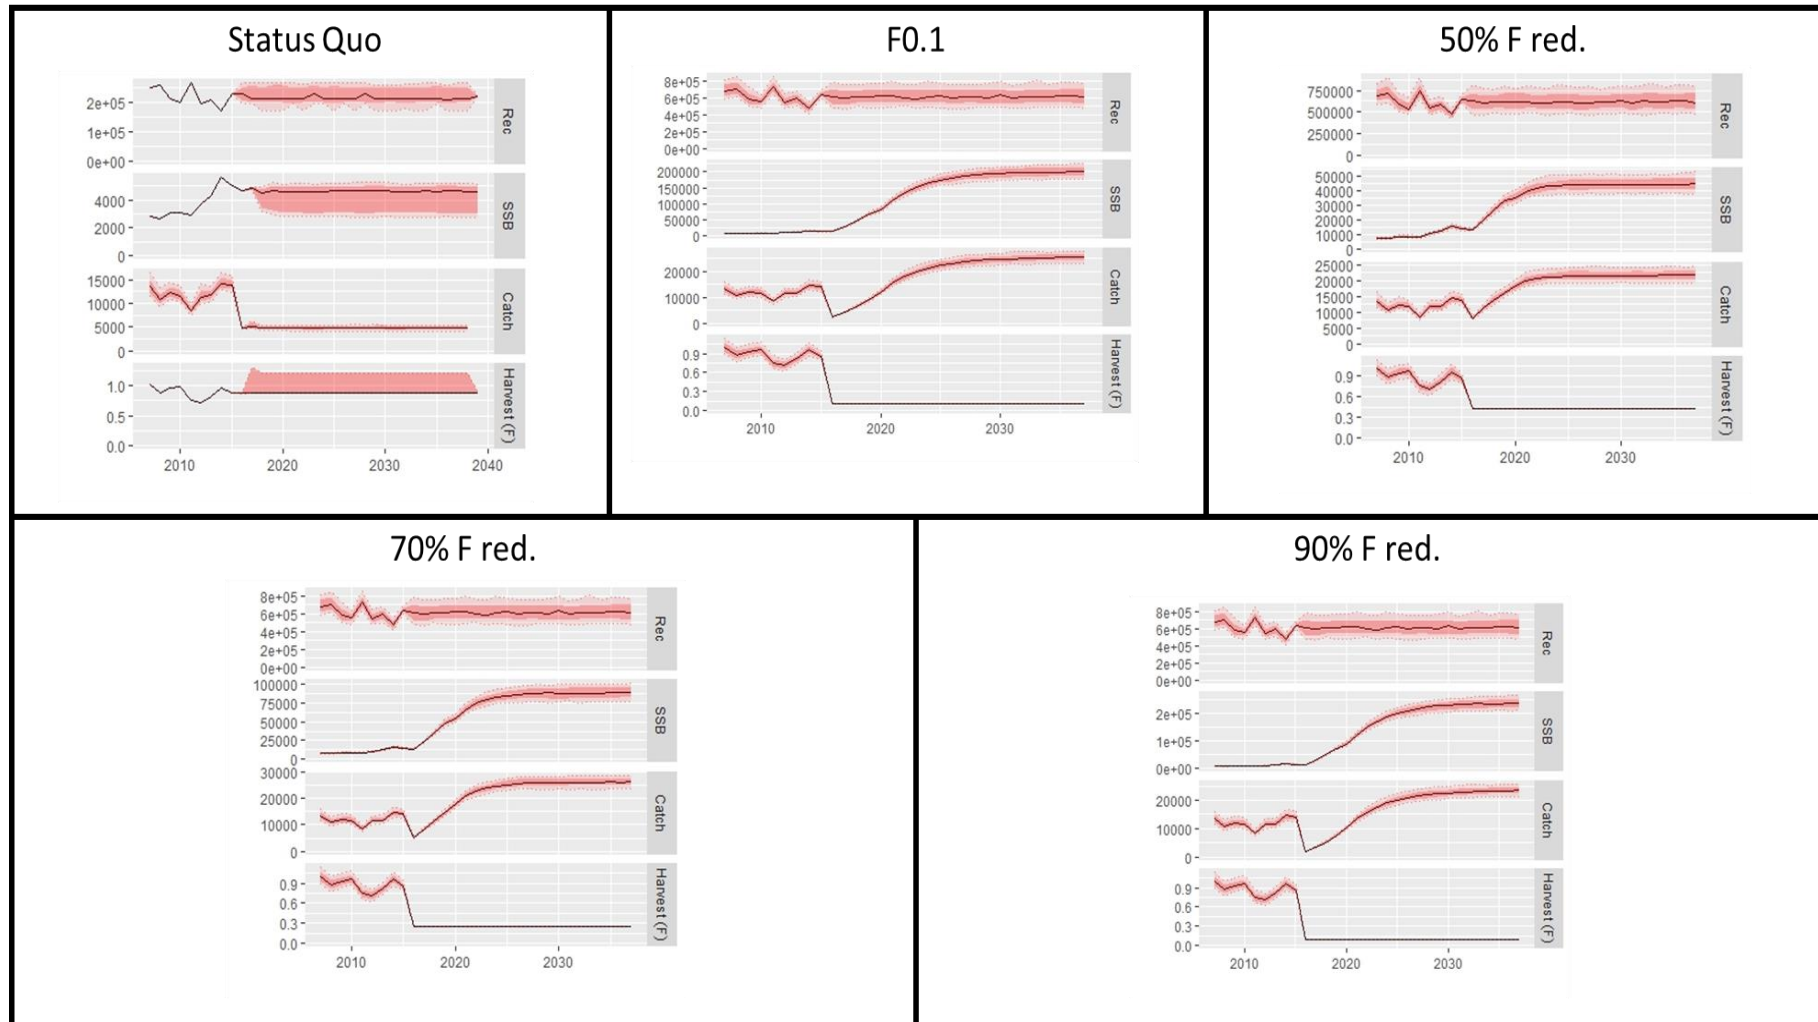 Status Quo
2e+05
1e+05
0e+00
Rec
4000
2000
0
SSB
15000
10000
5000
0
Catch
1.0
0.5
0.0
Harvest (F)
2010 2020 2030 2040
F0.1
8e+05
6e+05
4e+05
2e+05
0e+00
Rec
200000
150000
100000
50000
0
SSB
20000
10000
0
Catch
0.9
0.6
0.3
0.0
Harvest (F)
2010 2020 2030
50% F red.
750000
500000
250000
0
Rec
50000
40000
30000
20000
10000
0
SSB
25000
20000
15000
10000
5000
0
Catch
0.9
0.6
0.3
0.0
Harvest (F)
2010 2020 2030
70% F red.
8e+05
6e+05
4e+05
2e+05
0e+00
Rec
100000
75000
50000
25000
0
SSB
30000
20000
10000
0
Catch
0.9
0.6
0.3
0.0
Harvest (F)
2010 2020 2030
90% F red.
8e+05
6e+05
4e+05
2e+05
0e+00
Rec
2e+05
1e+05
0e+00
SSB
20000
10000
0
Catch
0.9
0.6
0.3
0.0
Harvest (F)
2010 2020 2030